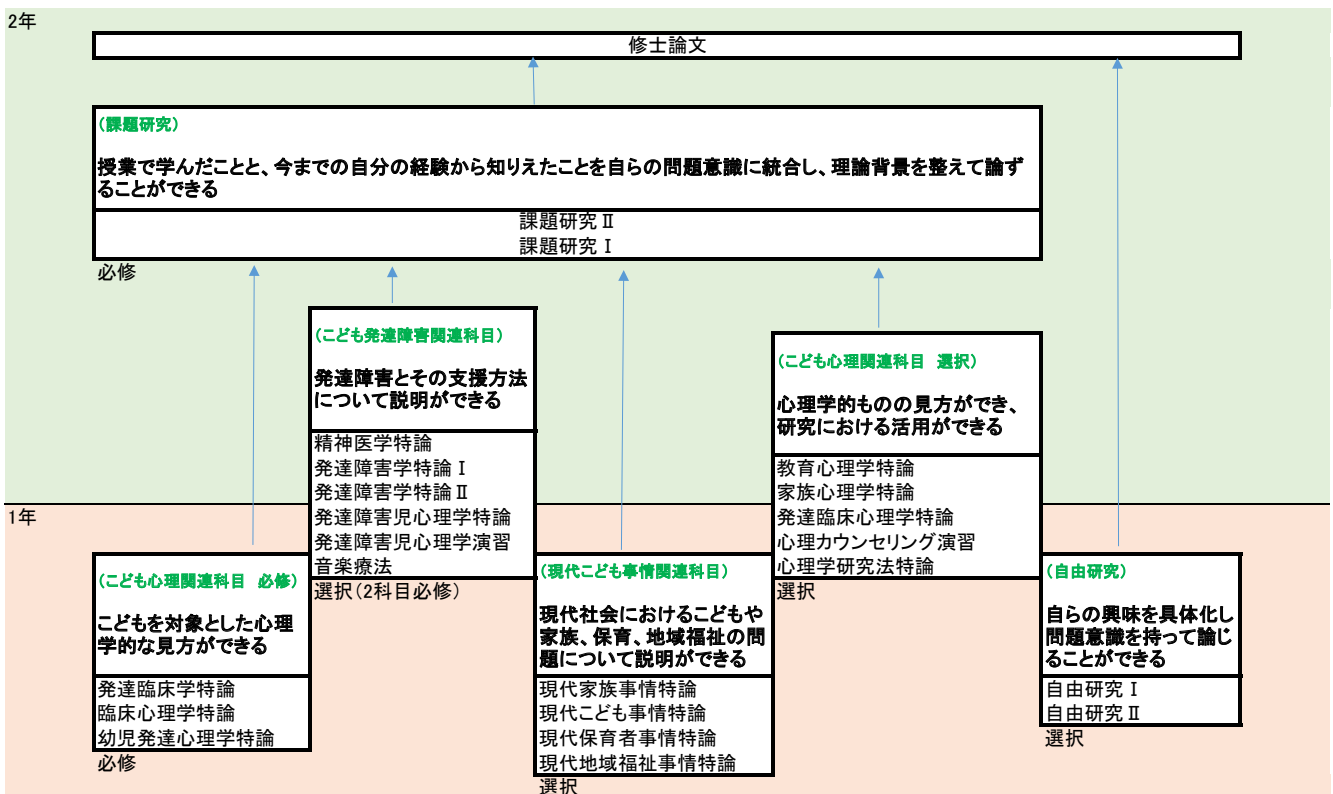 2年
修士論文
(課題研究)
授業で学んだことと、今までの自分の経験から知りえたことを自らの問題意識に統合し、理論背景を整えて論ず
ることができる
課題研究Ⅱ
課題研究Ⅰ
必修
(こども発達障害関連科目)
発達障害とその支援方法
について説明ができる
精神医学特論
発達障害学特論Ⅰ
発達障害学特論Ⅱ
発達障害児心理学特論
発達障害児心理学演習
音楽療法
選択(2科目必修)
(こども心理関連科目 選択)
心理学的ものの見方ができ、
研究における活用ができる
教育心理学特論
家族心理学特論
発達臨床心理学特論
心理カウンセリング演習
心理学研究法特論
選択
1年
(こども心理関連科目 必修)
こどもを対象とした心理
学的な見方ができる
発達臨床学特論
臨床心理学特論
幼児発達心理学特論
必修
(現代こども事情関連科目)
現代社会におけるこどもや
家族、保育、地域福祉の問
題について説明ができる
現代家族事情特論
現代こども事情特論
現代保育者事情特論
現代地域福祉事情特論
選択
(自由研究)
自らの興味を具体化し
問題意識を持って論じ
ることができる
自由研究Ⅰ
自由研究Ⅱ
選択